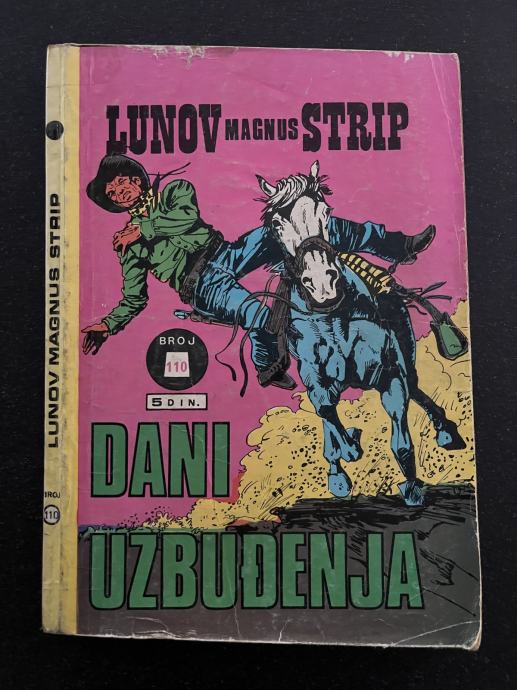 LUNOV MAGNUS STRIP
BROJ
110
5 DIN.
DANI
UZBUĐENJA
LUNOV MAGNUS STRIP
BROJ
110